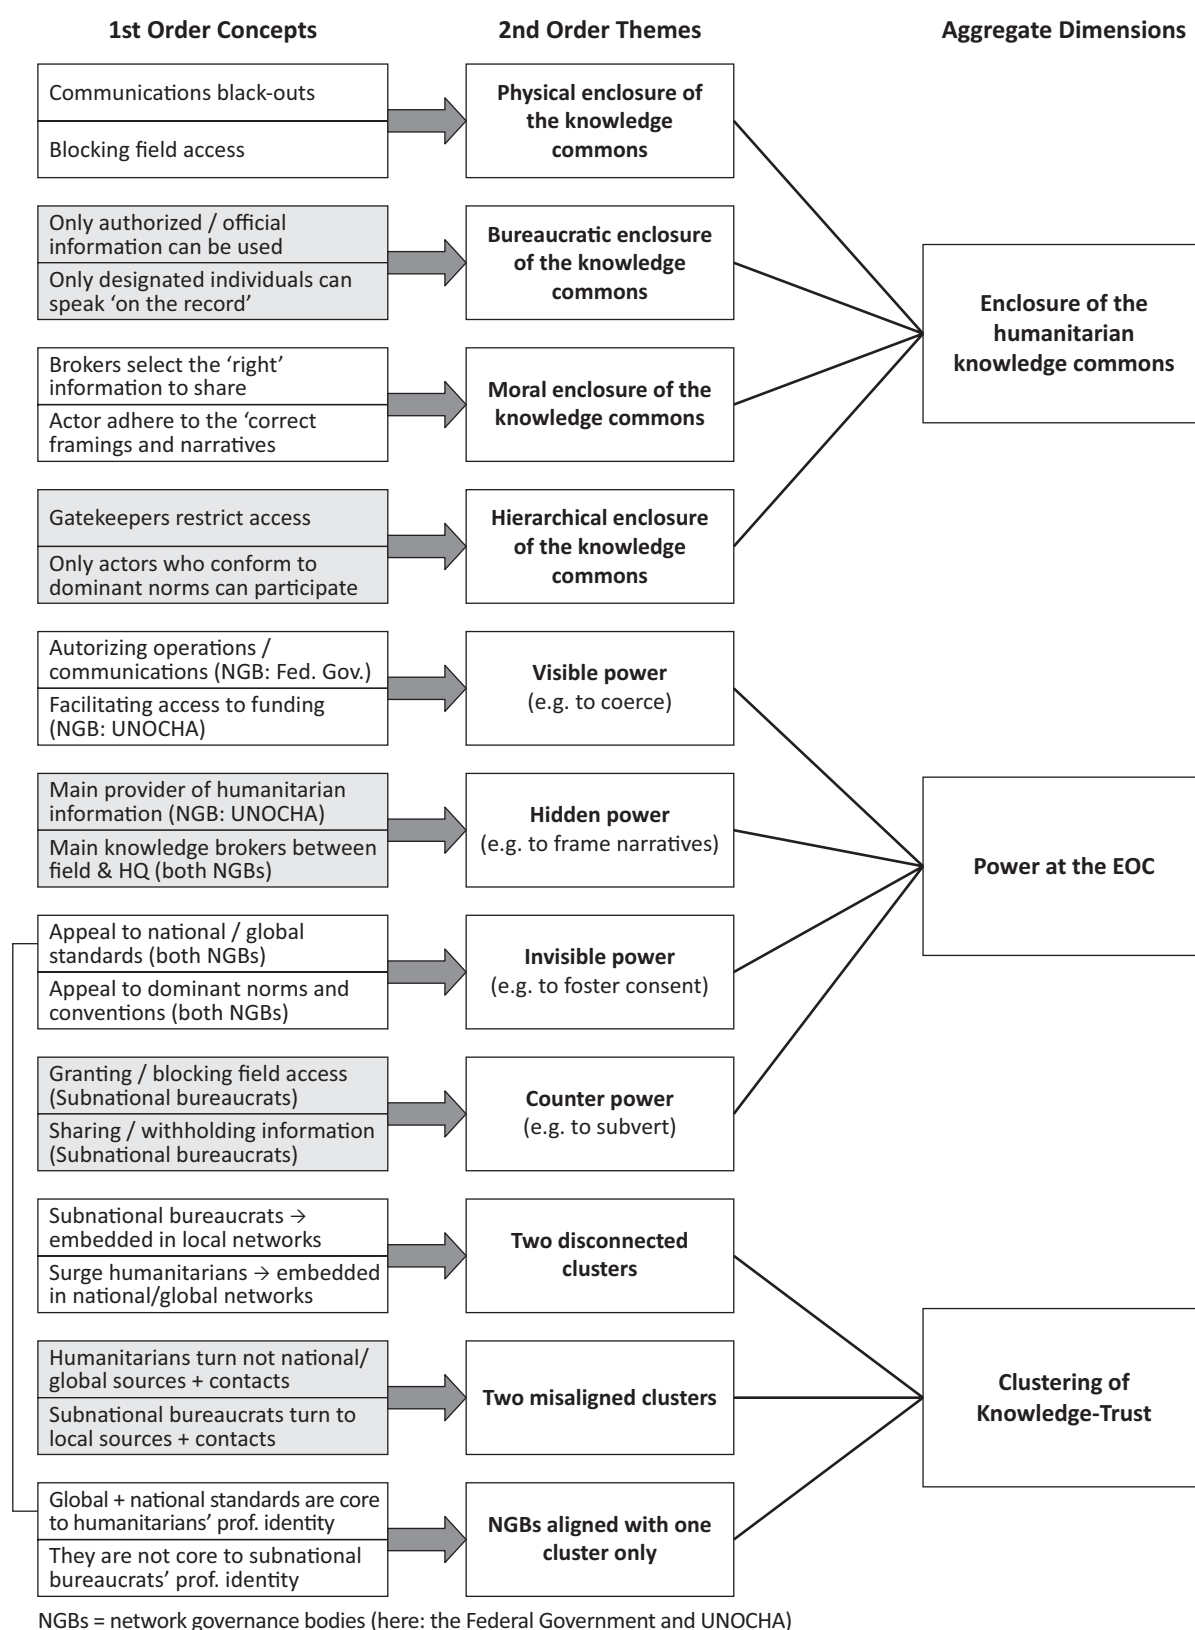 1st Order Concepts
2nd Order Themes
Aggregate Dimensions
Communications black-outs
Blocking field access
Physical enclosure of
the knowledge
commons
Only authorized / official
information can be used
Only designated individuals can
speak ‘on the record’
Bureaucratic enclosure
of the knowledge
commons
Brokers select the ‘right’
information to share
Actor adhere to the ‘correct
framings and narratives
Moral enclosure of the
knowledge commons
Gatekeepers restrict access
Only actors who conform to
dominant norms can participate
Hierarchical enclosure
of the knowledge
commons
Enclosure of the
humanitarian
knowledge commons
Autorizing operations /
communications (NGB: Fed. Gov.)
Facilitating access to funding
(NGB: UNOCHA)
Visible power
(e.g. to coerce)
Main provider of humanitarian
information (NGB: UNOCHA)
Main knowledge brokers between
field & HQ (both NGBs)
Hidden power
(e.g. to frame narratives)
Appeal to national / global
standards (both NGBs)
Appeal to dominant norms and
conventions (both NGBs)
Invisible power
(e.g. to foster consent)
Granting / blocking field access
(Subnational bureaucrats)
Sharing / withholding information
(Subnational bureaucrats)
Counter power
(e.g. to subvert)
Power at the EOC
Subnational bureaucrats →
embedded in local networks
Surge humanitarians → embedded
in national/global networks
Two disconnected
clusters
Humanitarians turn not national/
global sources + contacts
Subnational bureaucrats turn to
local sources + contacts
Two misaligned clusters
Global + national standards are core
to humanitarians’ prof. identity
They are not core to subnational
bureaucrats’ prof. identity
NGBs aligned with one
cluster only
Clustering of
Knowledge-Trust
NGBs = network governance bodies (here: the Federal Government and UNOCHA)